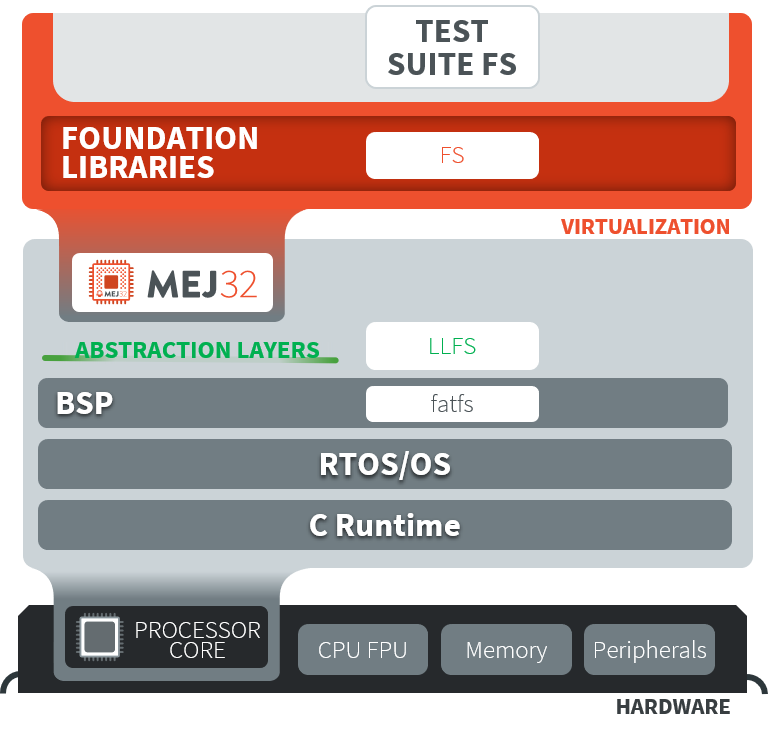 TEST
SUITE FS
FOUNDATION
LIBRARIES
FS
VIRTUALIZATION
MEJ32
MEJ32
ABSTRACTION LAYERS
LLFS
BSP
fatfs
RTOS/OS
C Runtime
PROCESSOR
CORE
CPU FPU
Memory
Peripherals
HARDWARE